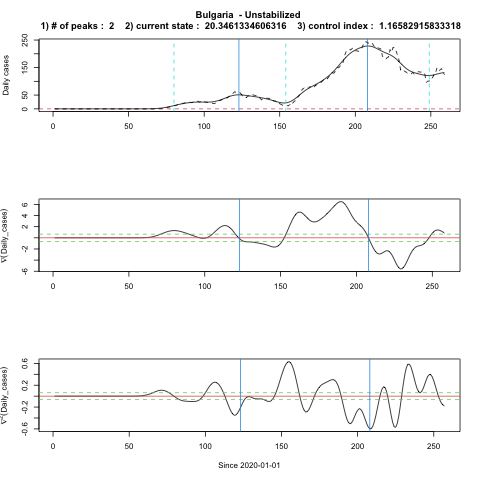 Bulgaria - Unstabilized
1) # of peaks : 2 2) current state : 20.3461334606316 3) control index : 1.16582915833318
Daily cases
250
150
50
0
0 50 100 150 200 250
∇(Daily_cases)
6
4
2
-2
-6
0 50 100 150 200 250
∇²(Daily_cases)
0.6
0.2
-0.2
-0.6
0 50 100 150 200 250
Since 2020-01-01